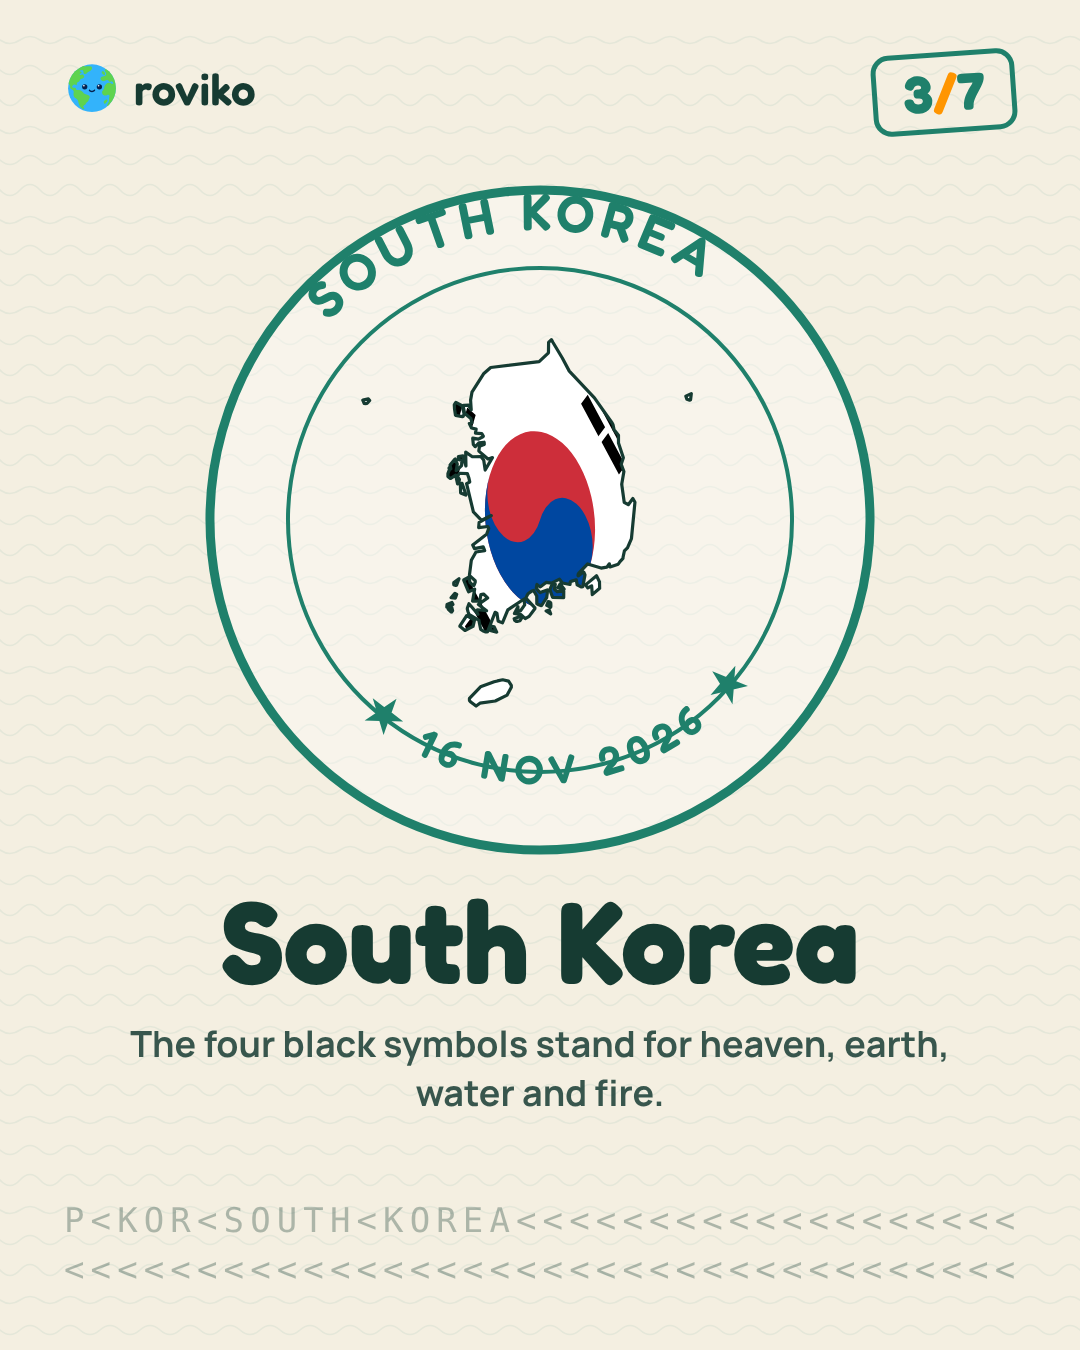 roviko
3/7
SOUTH KOREA
★ 16 NOV 2026 ★
South Korea
The four black symbols stand for heaven, earth,
water and fire.
P<KOR<SOUTH<KOREA<<<<<<<<<<<<<<<<<<<
<<<<<<<<<<<<<<<<<<<<<<<<<<<<<<<<<<<<